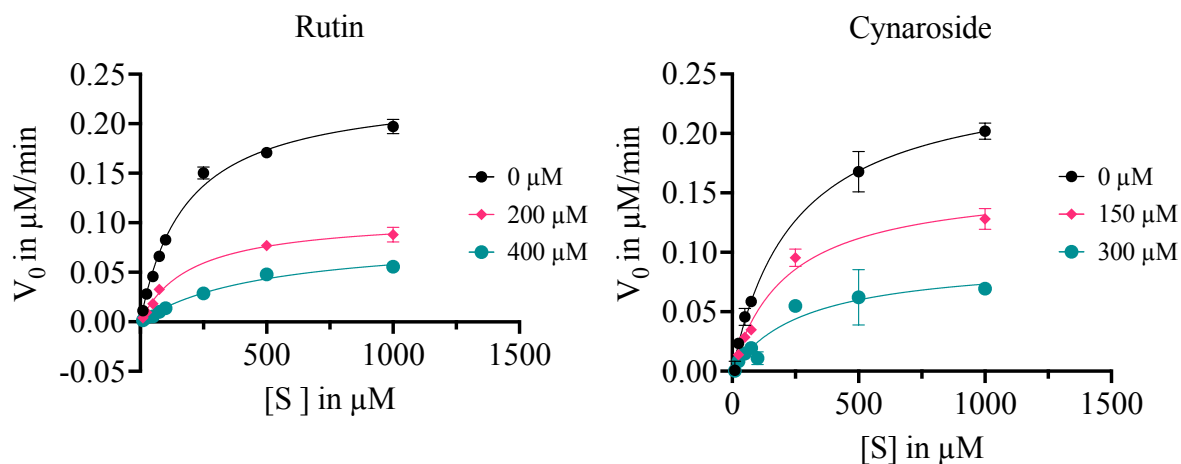 Rutin
0.25
0.20
0.15
0.10
0.05
0.00
-0.05
V₀ in µM/min
500
1000
1500
[S ] in µM
0 µM
200 µM
400 µM
Cynaroside
0.25
0.20
0.15
0.10
0.05
0.00
V₀ in µM/min
0
500
1000
1500
[S] in µM
0 µM
150 µM
300 µM